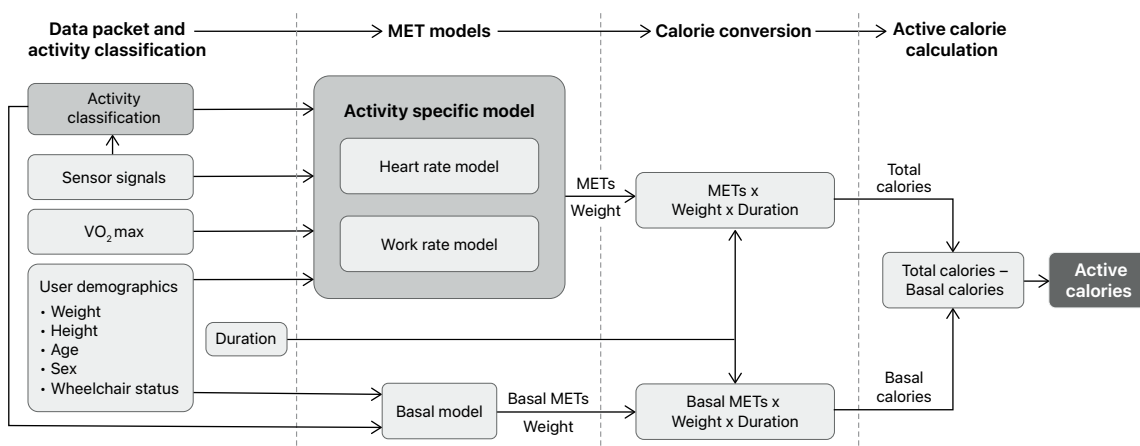 Data packet and
activity classification
MET models
Calorie conversion
Active calorie
calculation
Activity
classification
Sensor signals
VO2 max
User demographics
• Weight
• Height
• Age
• Sex
• Wheelchair status
Duration
Activity specific model
Heart rate model
Work rate model
Basal model
METs
Weight
Basal METs
Weight
METs x
Weight x Duration
Basal METs x
Weight x Duration
Total
calories
Basal
calories
Total calories –
Basal calories
Active
calories